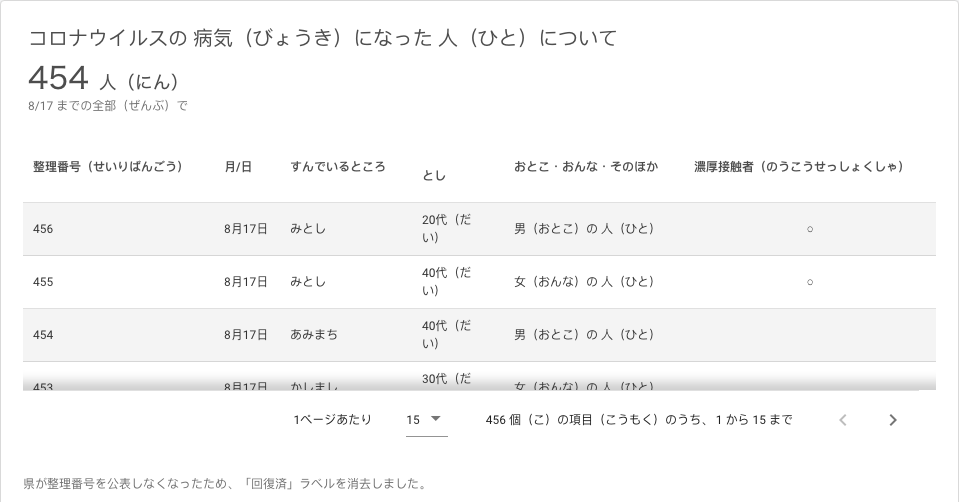 コロナウイルスの 病気（びょうき）になった 人（ひと）について
454 人（にん）
8/17 までの全部（ぜんぶ）で
整理番号（せいりばんごう） 月/日 すんでいるところ とし おとこ・おんな・そのほか 濃厚接触者（のうこうせっしょくしゃ）
456 8月17日 みとし 20代（だい） 男（おとこ）の 人（ひと） ○
455 8月17日 みとし 40代（だい） 女（おんな）の 人（ひと） ○
454 8月17日 あみまち 40代（だい） 男（おとこ）の 人（ひと）
453 8月17日 かしまし 30代（だ 女（おんな）の 人（ひと）
1ページあたり 15 456 個（こ）の項目（こうもく）のうち、1 から 15 まで
県が整理番号を公表しなくなったため、「回復済」ラベルを消去しました。